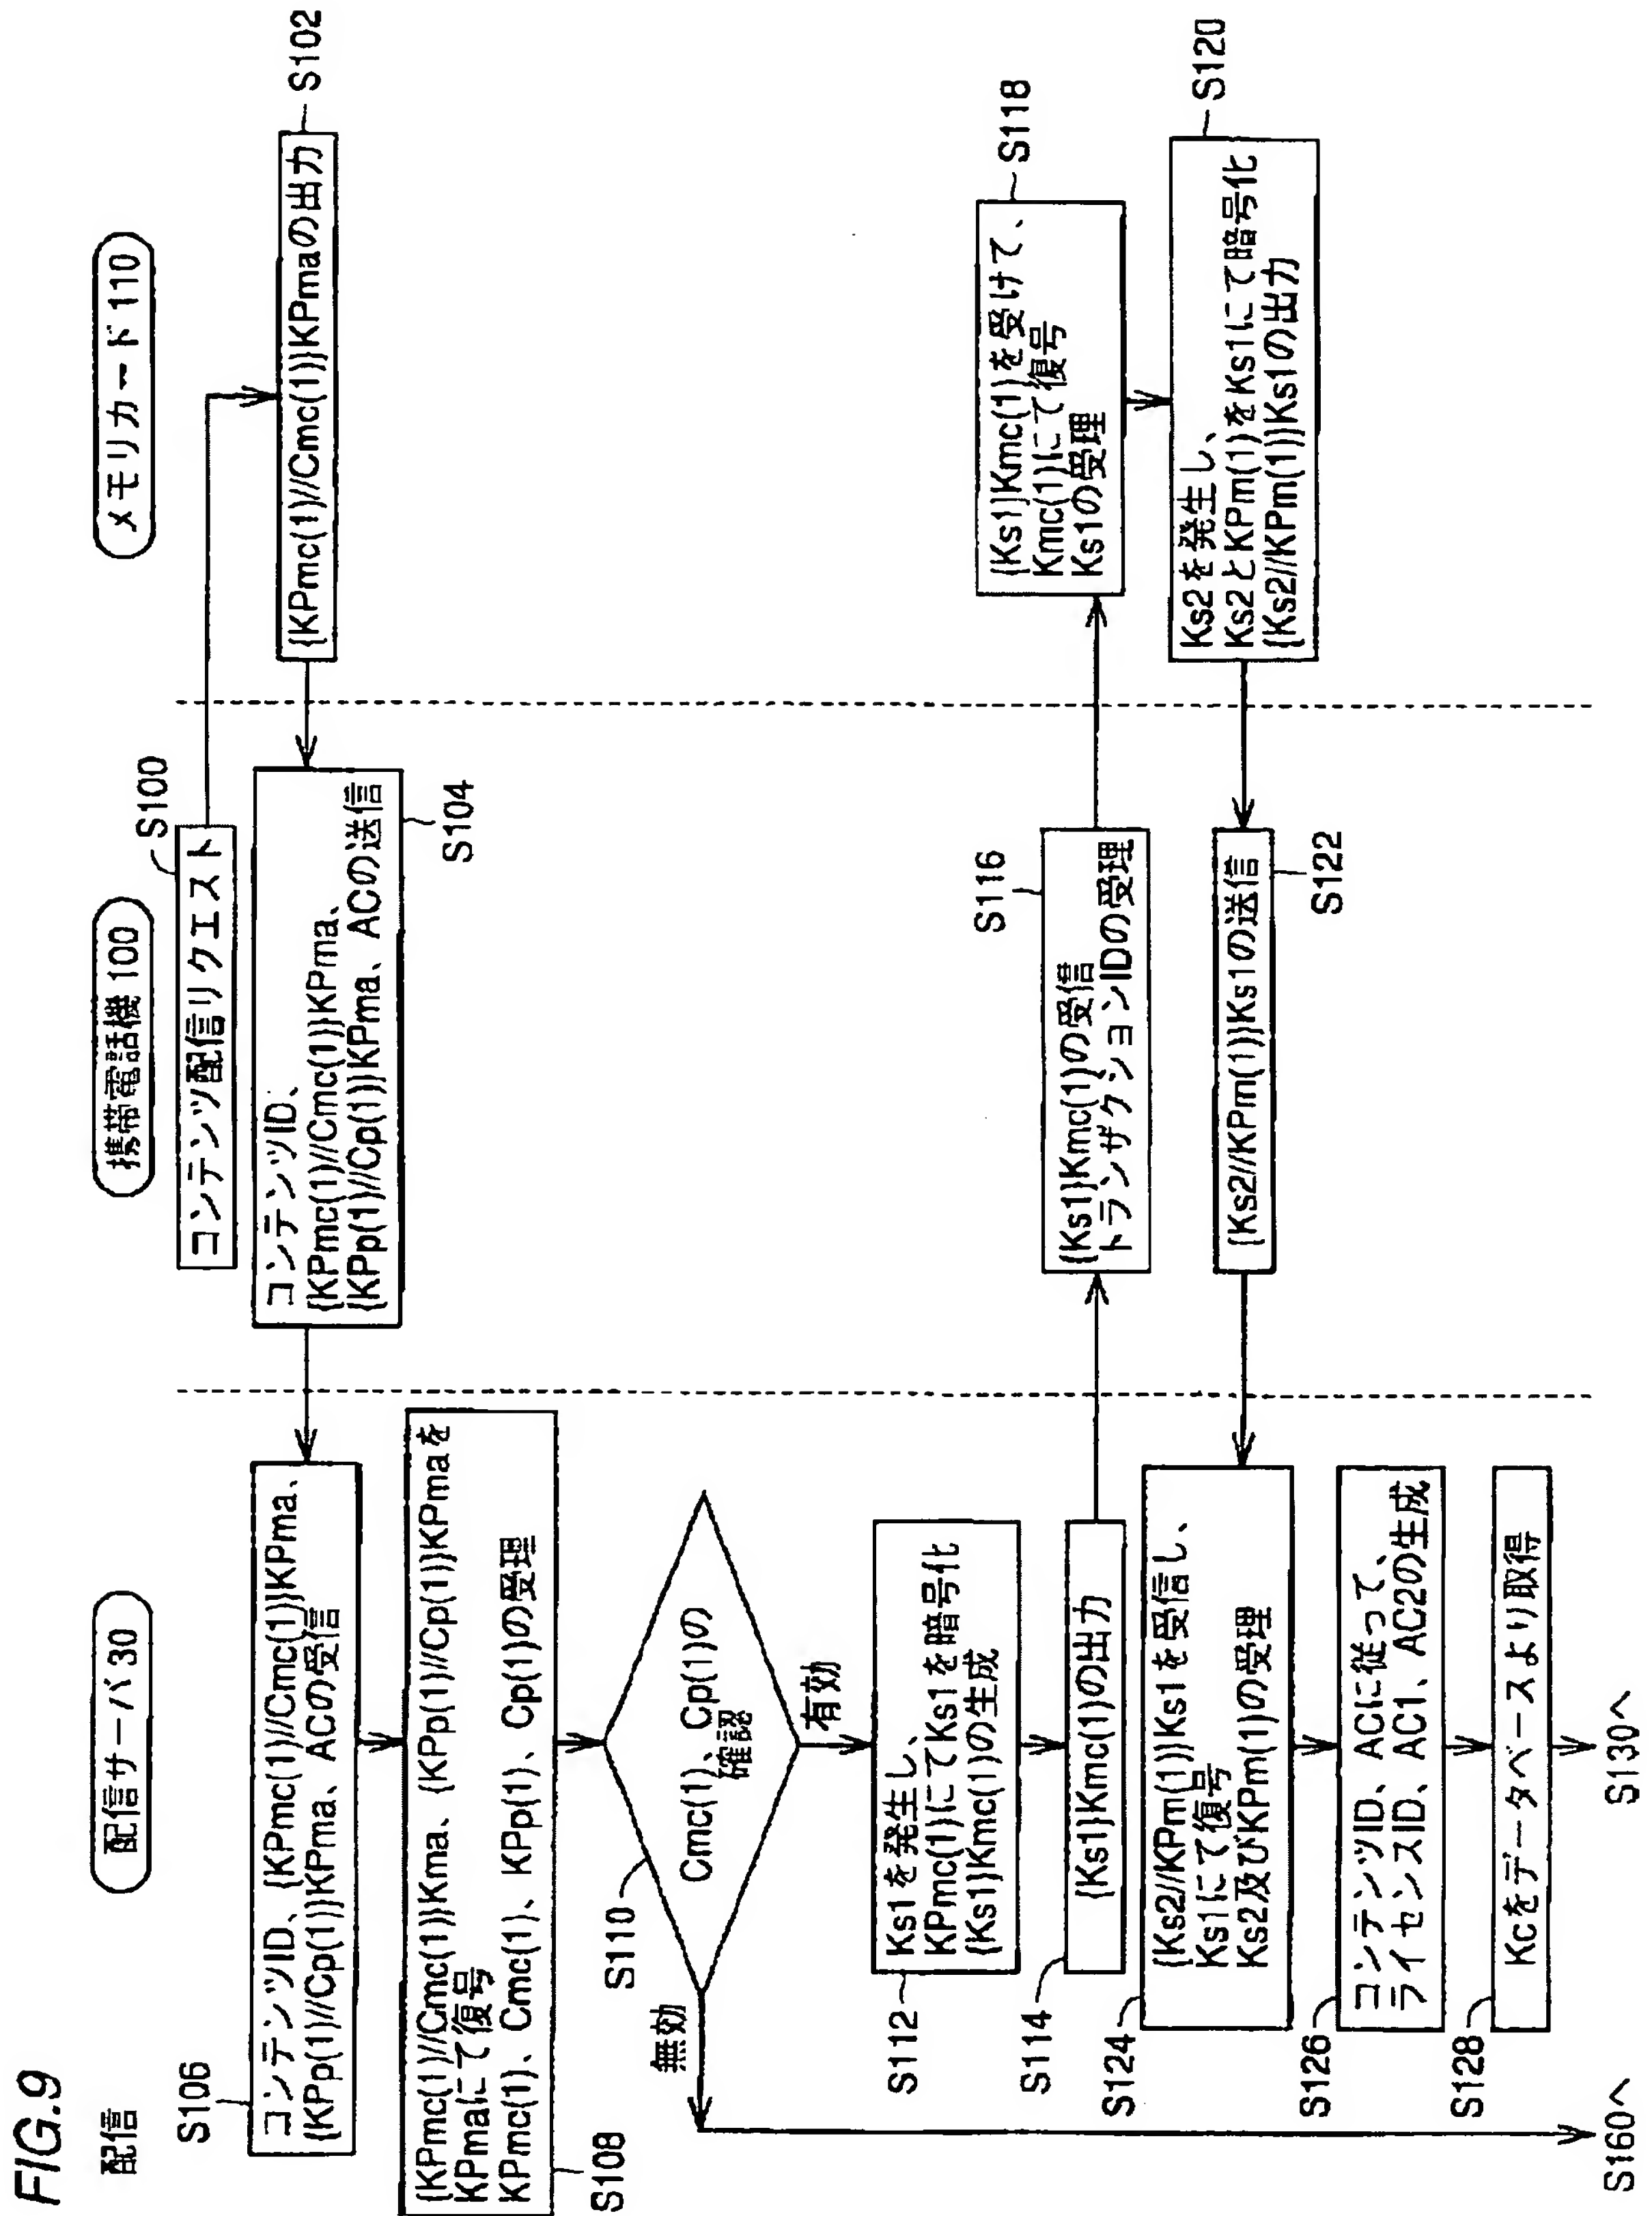 FIG.9
配信
配信サーバ 30
携帯電話機 100
メモリカード 110
S100
コンテンツ配信リクエスト
S102
{KPmc(1)//Cmc(1)}KPmaの出力
コンテンツID、
{KPmc(1)//Cmc(1)}KPma、
{KPp(1)//Cp(1)}KPma、ACの送信
S104
S106
コンテンツID、{KPmc(1)//Cmc(1)}KPma、
{KPp(1)//Cp(1)}KPma、ACの受信
{KPmc(1)//Cmc(1)}Kma、{KPp(1)//Cp(1)}KPmaを
KPmaにて復号
KPmc(1)、Cmc(1)、KPp(1)、Cp(1)の受理
S108
S110
Cmc(1)、Cp(1)の
確認
無効
有効
S112
Ks1を発生し、
KPmc(1)にてKs1を暗号化
{Ks1}Kmc(1)の生成
S114
{Ks1}Kmc(1)の出力
S116
{Ks1}Kmc(1)の受信
トランザクションIDの受理
S118
{Ks1}Kmc(1)を受けて、
Kmc(1)にて復号
Ks1の受理
S120
Ks2を発生し、
Ks2とKPm(1)をKs1にて暗号化
{Ks2//KPm(1)}Ks1の出力
{Ks2//KPm(1)}Ks1の送信
S122
S124
{Ks2//KPm(1)}Ks1を受信し、
Ks1にて復号
Ks2及びKPm(1)の受理
S126
コンテンツID、ACに従って、
ライセンスID、AC1、AC2の生成
S128
Kcをデータベースより取得
S160へ
S130へ